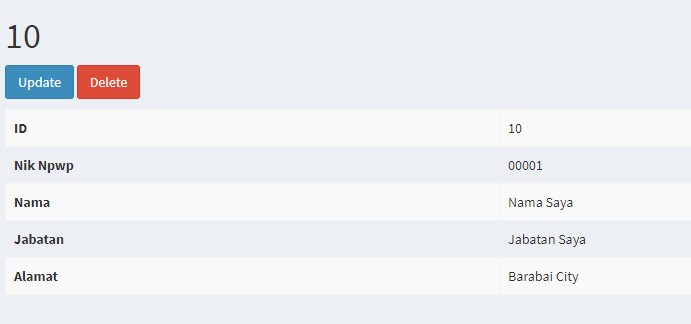 10
Update Delete
ID 10
Nik Npwp 00001
Nama Nama Saya
Jabatan Jabatan Saya
Alamat Barabai City